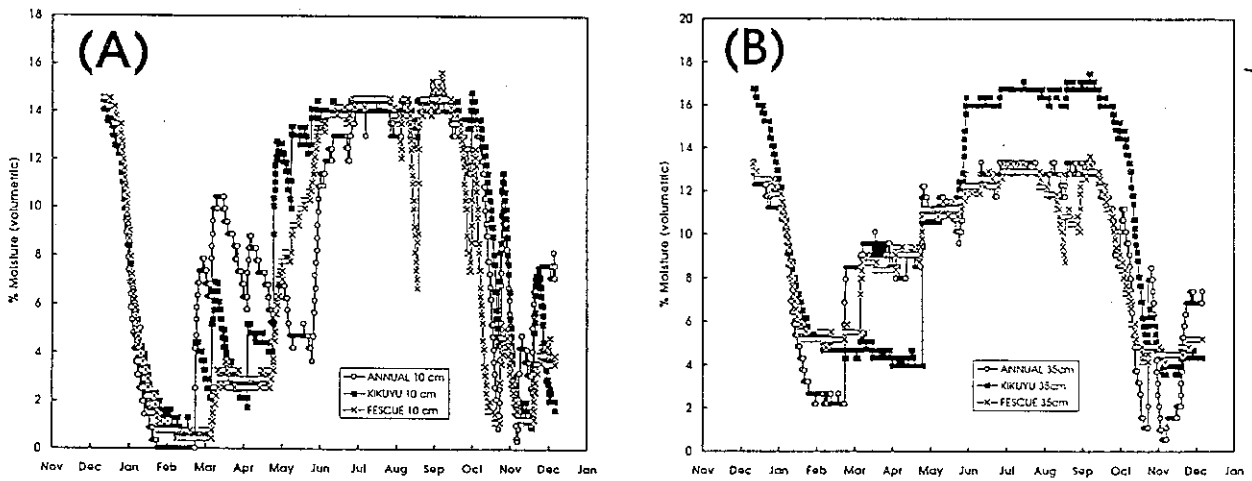 (A)
% Moisture (volumetric)
18
16
14
12
10
8
6
4
2
0
ANNUAL 10 cm
KIKUYU 10 cm
FESCUE 10 cm
Nov Dec Jan Feb Mar Apr May Jun Jul Aug Sep Oct Nov Dec Jan
(B)
% Moisture (volumetric)
20
18
16
14
12
10
8
6
4
2
0
ANNUAL 35cm
KIKUYU 35cm
FESCUE 35cm
Nov Dec Jan Feb Mar Apr May Jun Jul Aug Sep Oct Nov Dec Jan